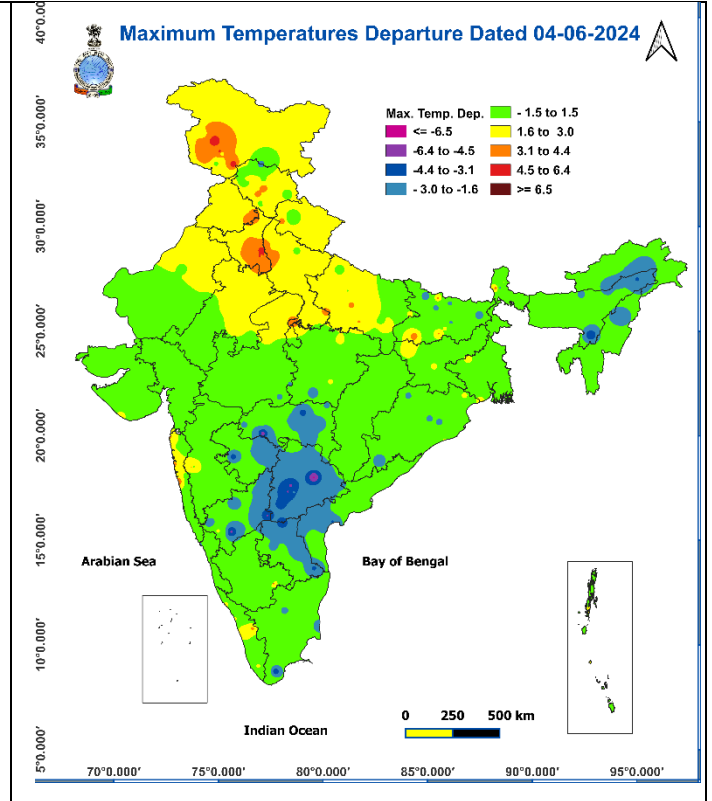 Maximum Temperatures Departure Dated 04-06-2024
Max. Temp. Dep.
<= -6.5
-6.4 to -4.5
-4.4 to -3.1
- 3.0 to -1.6
- 1.5 to 1.5
1.6 to 3.0
3.1 to 4.4
4.5 to 6.4
>= 6.5
40°0.000'
35°0.000'
30°0.000'
25°0.000'
20°0.000'
15°0.000'
10°0.000'
5°0.000'
Arabian Sea
Bay of Bengal
Indian Ocean
0 250 500 km
70°0.000' 75°0.000' 80°0.000' 85°0.000' 90°0.000' 95°0.000'